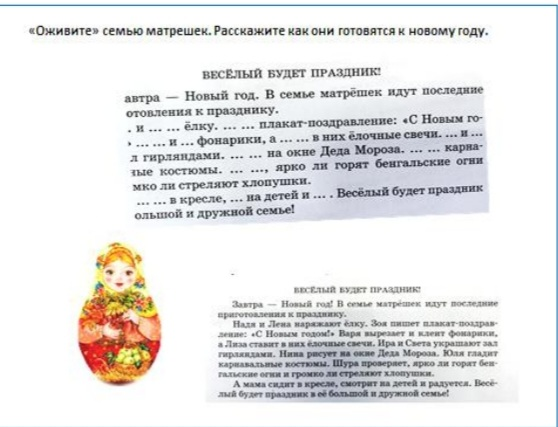 «Оживите» семью матрешек. Расскажите как они готовятся к новому году.
ВЕСЁЛЫЙ БУДЕТ ПРАЗДНИК!
автра — Новый год. В семье матрёшек идут последние
отовления к празднику.
. и ... ... ёлку. ... ... плакат-поздравление: «С Новым го-
› ... ... и ... фонарики, а ... ... в них ёлочные свечи. ... и ...
л гирляндами. ... ... на окне Деда Мороза. ... ... карна-
ные костюмы. ... ..., ярко ли горят бенгальские огни
мко ли стреляют хлопушки.
... ... в кресле, ... на детей и ... . Весёлый будет праздник
ольшой и дружной семье!
ВЕСЁЛЫЙ БУДЕТ ПРАЗДНИК!
Завтра — Новый год! В семье матрёшек идут последние
приготовления к празднику.
Надя и Лена наряжают ёлку. Зоя пишет плакат-поздрав-
ление: «С Новым годом!» Варя вырезает и клеит фонарики,
а Лиза ставит в них ёлочные свечи. Ира и Света украшают зал
гирляндами. Нина рисует на окне Деда Мороза. Юля гладит
карнавальные костюмы. Шура проверяет, ярко ли горят бен-
гальские огни и громко ли стреляют хлопушки.
А мама сидит в кресле, смотрит на детей и радуется. Весё-
лый будет праздник в её большой и дружной семье!